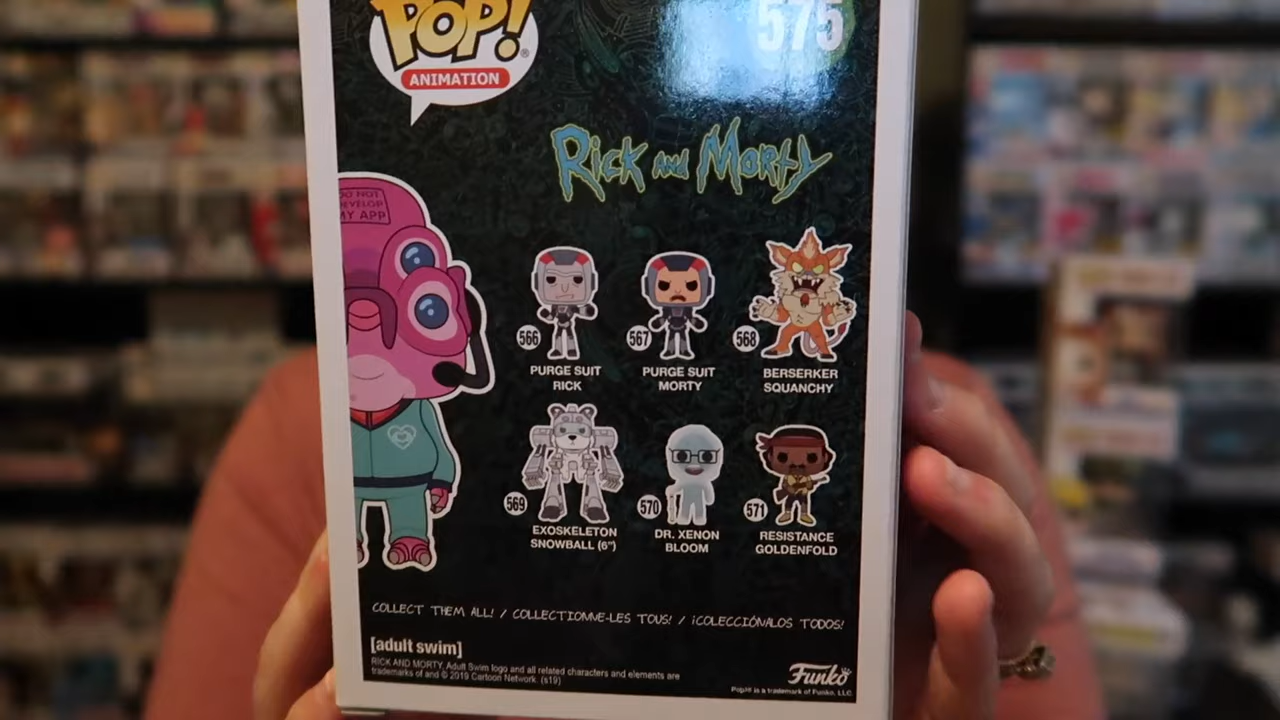 POP!
575
ANIMATION
RICK AND MORTY
DO NOT
DEVELOP
MY APP
566
567
568
PURGE SUIT
RICK
PURGE SUIT
MORTY
BERSERKER
SQUANCHY
569
570
571
EXOSKELETON
SNOWBALL (6")
DR. XENON
BLOOM
RESISTANCE
GOLDENFOLD
COLLECT THEM ALL! / COLLECTIONNE-LES TOUS! / ¡COLECCIÓNALOS TODOS!
[adult swim]
RICK AND MORTY, Adult Swim logo and all related characters and elements are
trademarks of and © 2019 Cartoon Network. (s19)
Funko
Pop!® is a trademark of Funko, LLC